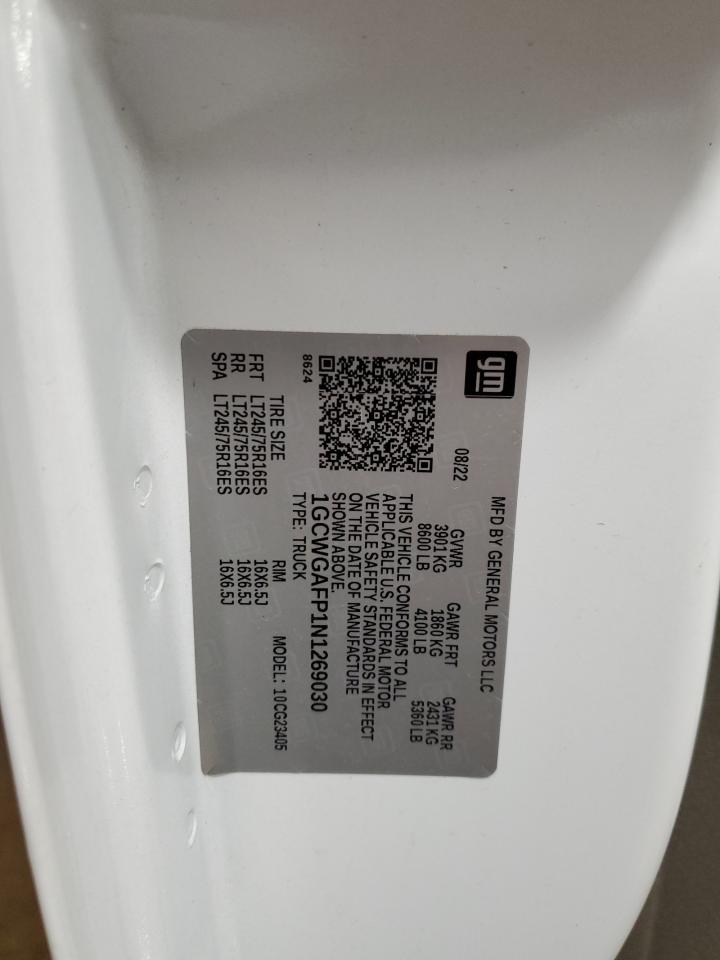 gm
MFD BY GENERAL MOTORS LLC
08/22
GVWR GAWR FRT GAWR RR
3901 KG 1860 KG 2431 KG
8600 LB 4100 LB 5360 LB
THIS VEHICLE CONFORMS TO ALL
APPLICABLE U.S. FEDERAL MOTOR
VEHICLE SAFETY STANDARDS IN EFFECT
ON THE DATE OF MANUFACTURE
SHOWN ABOVE.
1GCWGAFP1N1269030
8624
TYPE: TRUCK
MODEL: 10CG23405
TIRE SIZE RIM
FRT LT245/75R16ES 16X6.5J
RR LT245/75R16ES 16X6.5J
SPA LT245/75R16ES 16X6.5J